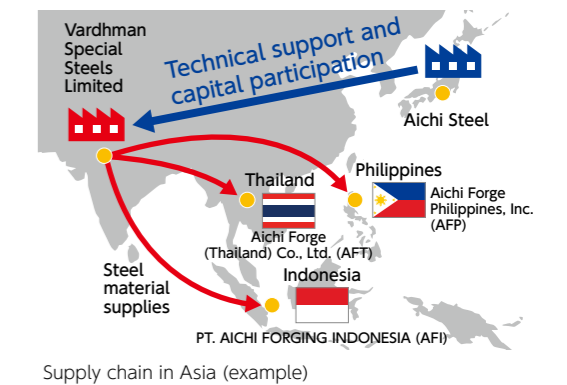 Vardhman
Special
Steels
Limited
Technical support and
capital participation
Aichi Steel
Thailand
Aichi Forge
(Thailand) Co., Ltd. (AFT)
Philippines
Aichi Forge
Philippines, Inc.
(AFP)
Steel
material
supplies
Indonesia
PT. AICHI FORGING INDONESIA (AFI)
Supply chain in Asia (example)